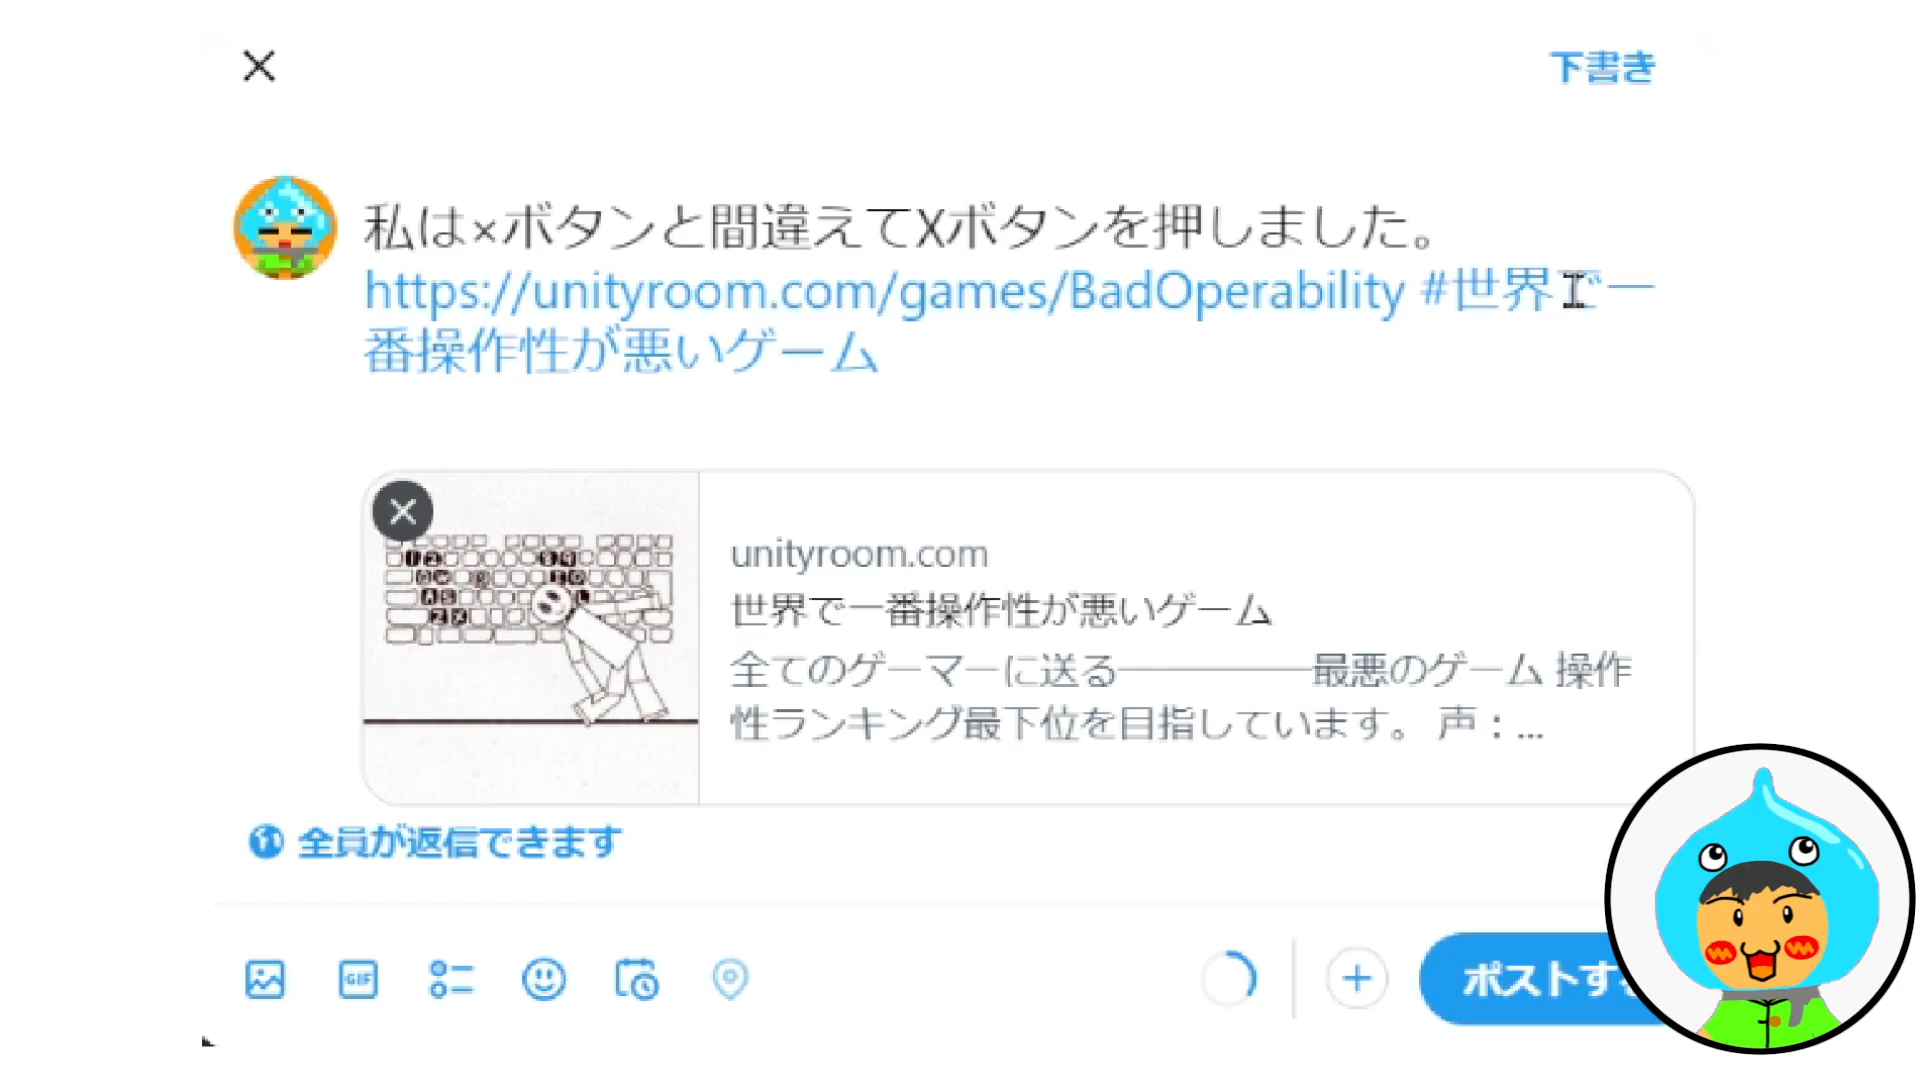 下書き
私は×ボタンと間違えてXボタンを押しました。
https://unityroom.com/games/BadOperability #世界で一
番操作性が悪いゲーム
unityroom.com
世界で一番操作性が悪いゲーム
全てのゲーマーに送る―――――最悪のゲーム 操作
性ランキング最下位を目指しています。 声：...
全員が返信できます
GIF
ポストす